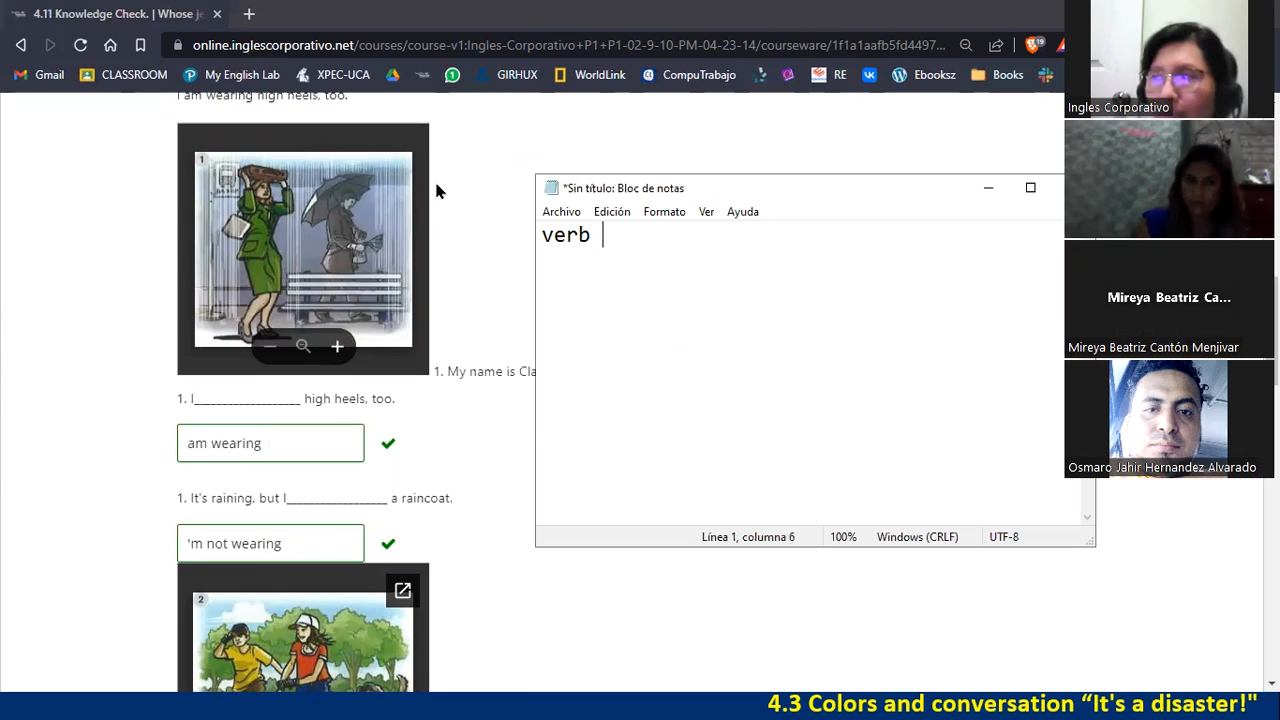 4.11 Knowledge Check. | Whose je
online.inglescorporativo.net/courses/course-v1:Ingles-Corporativo+P1+P1-02-9-10-PM-04-23-14/courseware/1f1a1aafb5fd4497...
19
Gmail
CLASSROOM
My English Lab
XPEC-UCA
GIRHUX
WorldLink
CompuTrabajo
RE
WordPress
Ebooksz
Books
I am wearing high heels, too.
1
1. My name is Cla
1. I__________________ high heels, too.
am wearing
1. It's raining, but I__________________ a raincoat.
'm not wearing
2
*Sin título: Bloc de notas
Archivo Edición Formato Ver Ayuda
verb
Línea 1, columna 6 100% Windows (CRLF) UTF-8
Ingles Corporativo
Mireya Beatriz Ca...
Mireya Beatriz Cantón Menjivar
Osmaro Jahir Hernandez Alvarado
4.3 Colors and conversation “It's a disaster!"